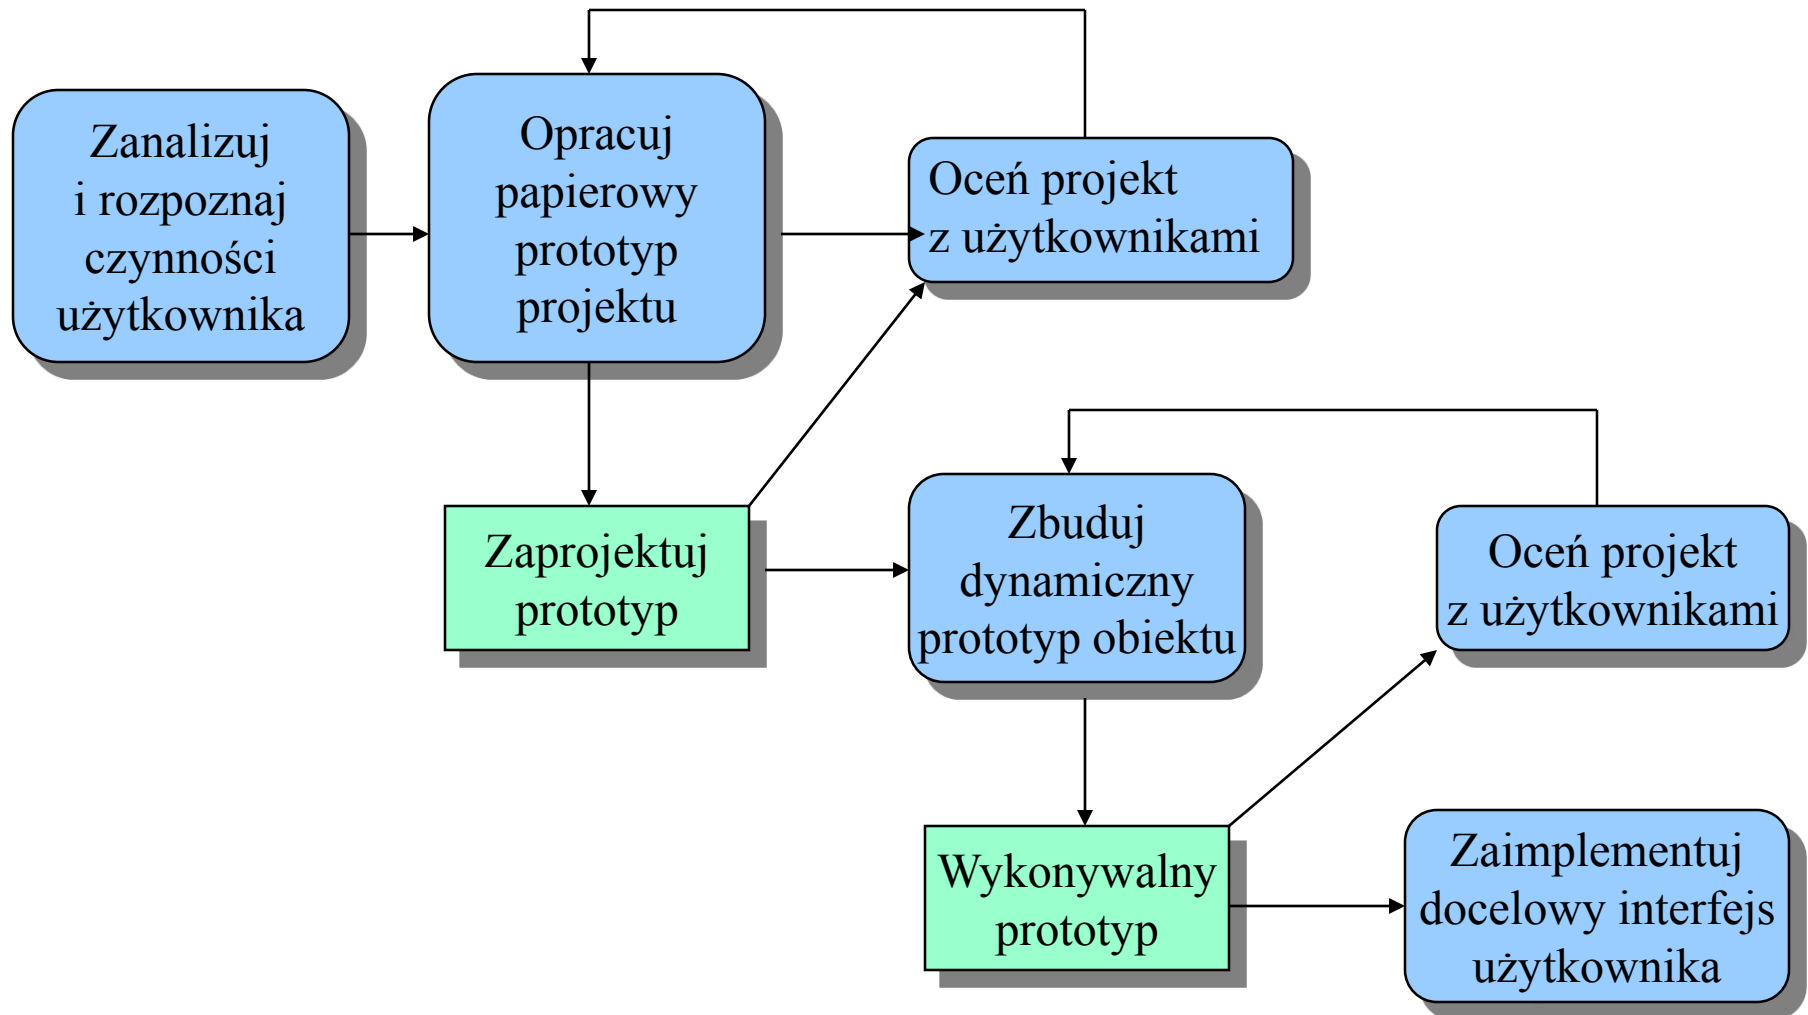 Zanalizuj
i rozpoznaj
czynności
użytkownika
Opracuj
papierowy
prototyp
projektu
Oceń projekt
z użytkownikami
Zaprojektuj
prototyp
Zbuduj
dynamiczny
prototyp obiektu
Oceń projekt
z użytkownikami
Wykonywalny
prototyp
Zaimplementuj
docelowy interfejs
użytkownika